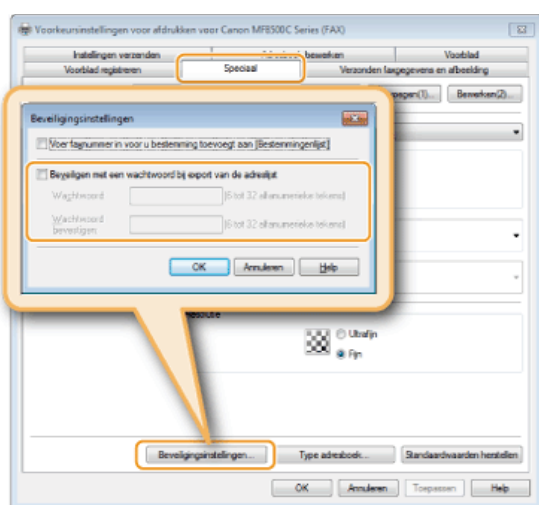 Voorkeursinstellingen voor afdrukken voor Canon MF8500C Series (FAX)
Instellingen verzenden bewerken Voorblad
Voorblad registreren Speciaal Verzonden faxgegevens en afbeelding
Bewerken(2)...
Beveiligingsinstellingen
Voer faxnummer in voor u bestemming toevoegt aan [Bestemmingenlijst]
Beveiligen met een wachtwoord bij export van de adreslijst
Wachtwoord [6 tot 32 alfanumerieke tekens]
Wachtwoord bevestigen: [6 tot 32 alfanumerieke tekens]
OK Annuleren Help
Ultrafijn
Fijn
Beveiligingsinstellingen... Type adresboek... Standaardwaarden herstellen
OK Annuleren Toepassen Help